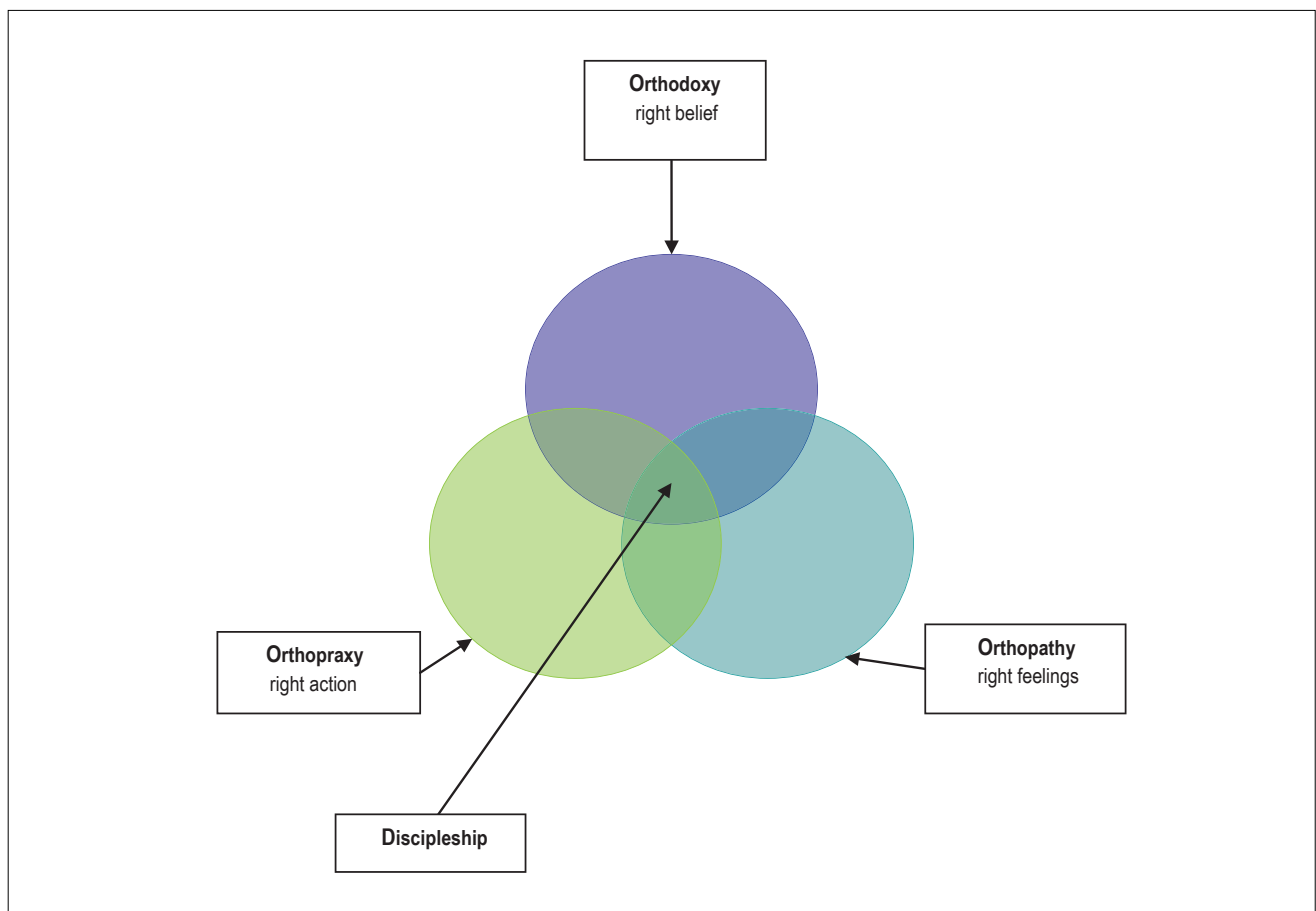 Orthodoxy
right belief
Orthopraxy
right action
Orthopathy
right feelings
Discipleship